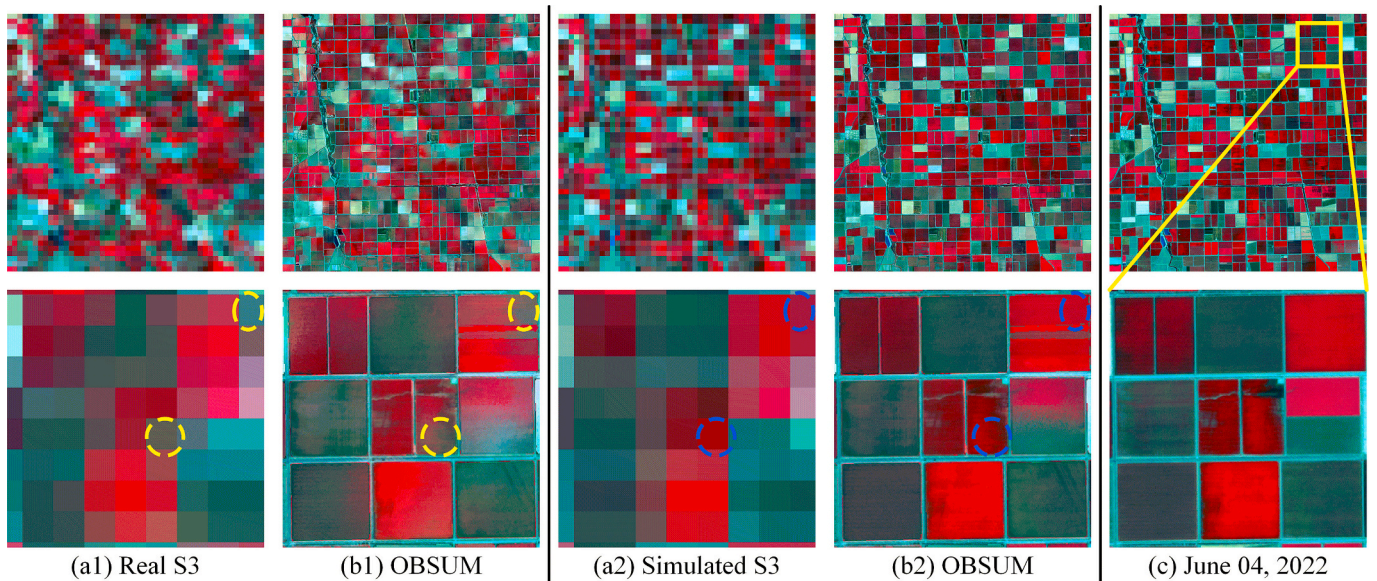 (a1) Real S3
(b1) OBSUM
(a2) Simulated S3
(b2) OBSUM
(c) June 04, 2022